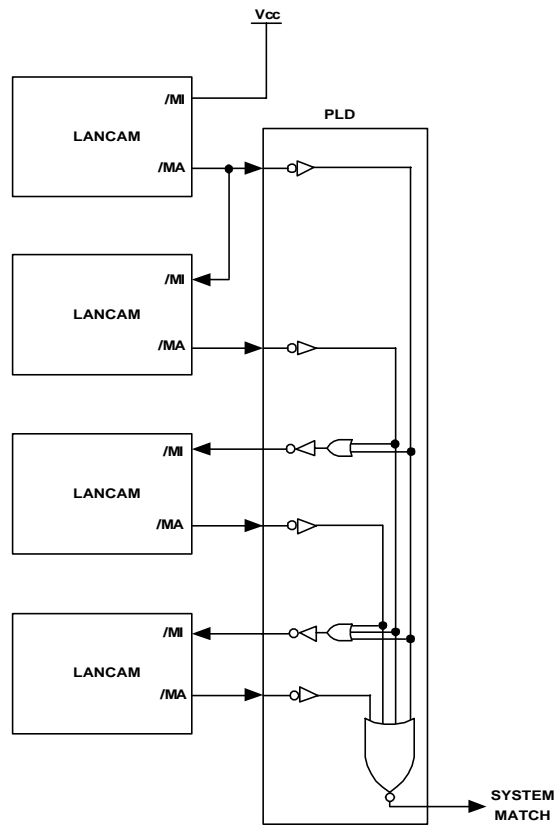 Vcc
/MI
LANCAM
/MA
PLD
/MI
LANCAM
/MA
/MI
LANCAM
/MA
/MI
LANCAM
/MA
SYSTEM
MATCH